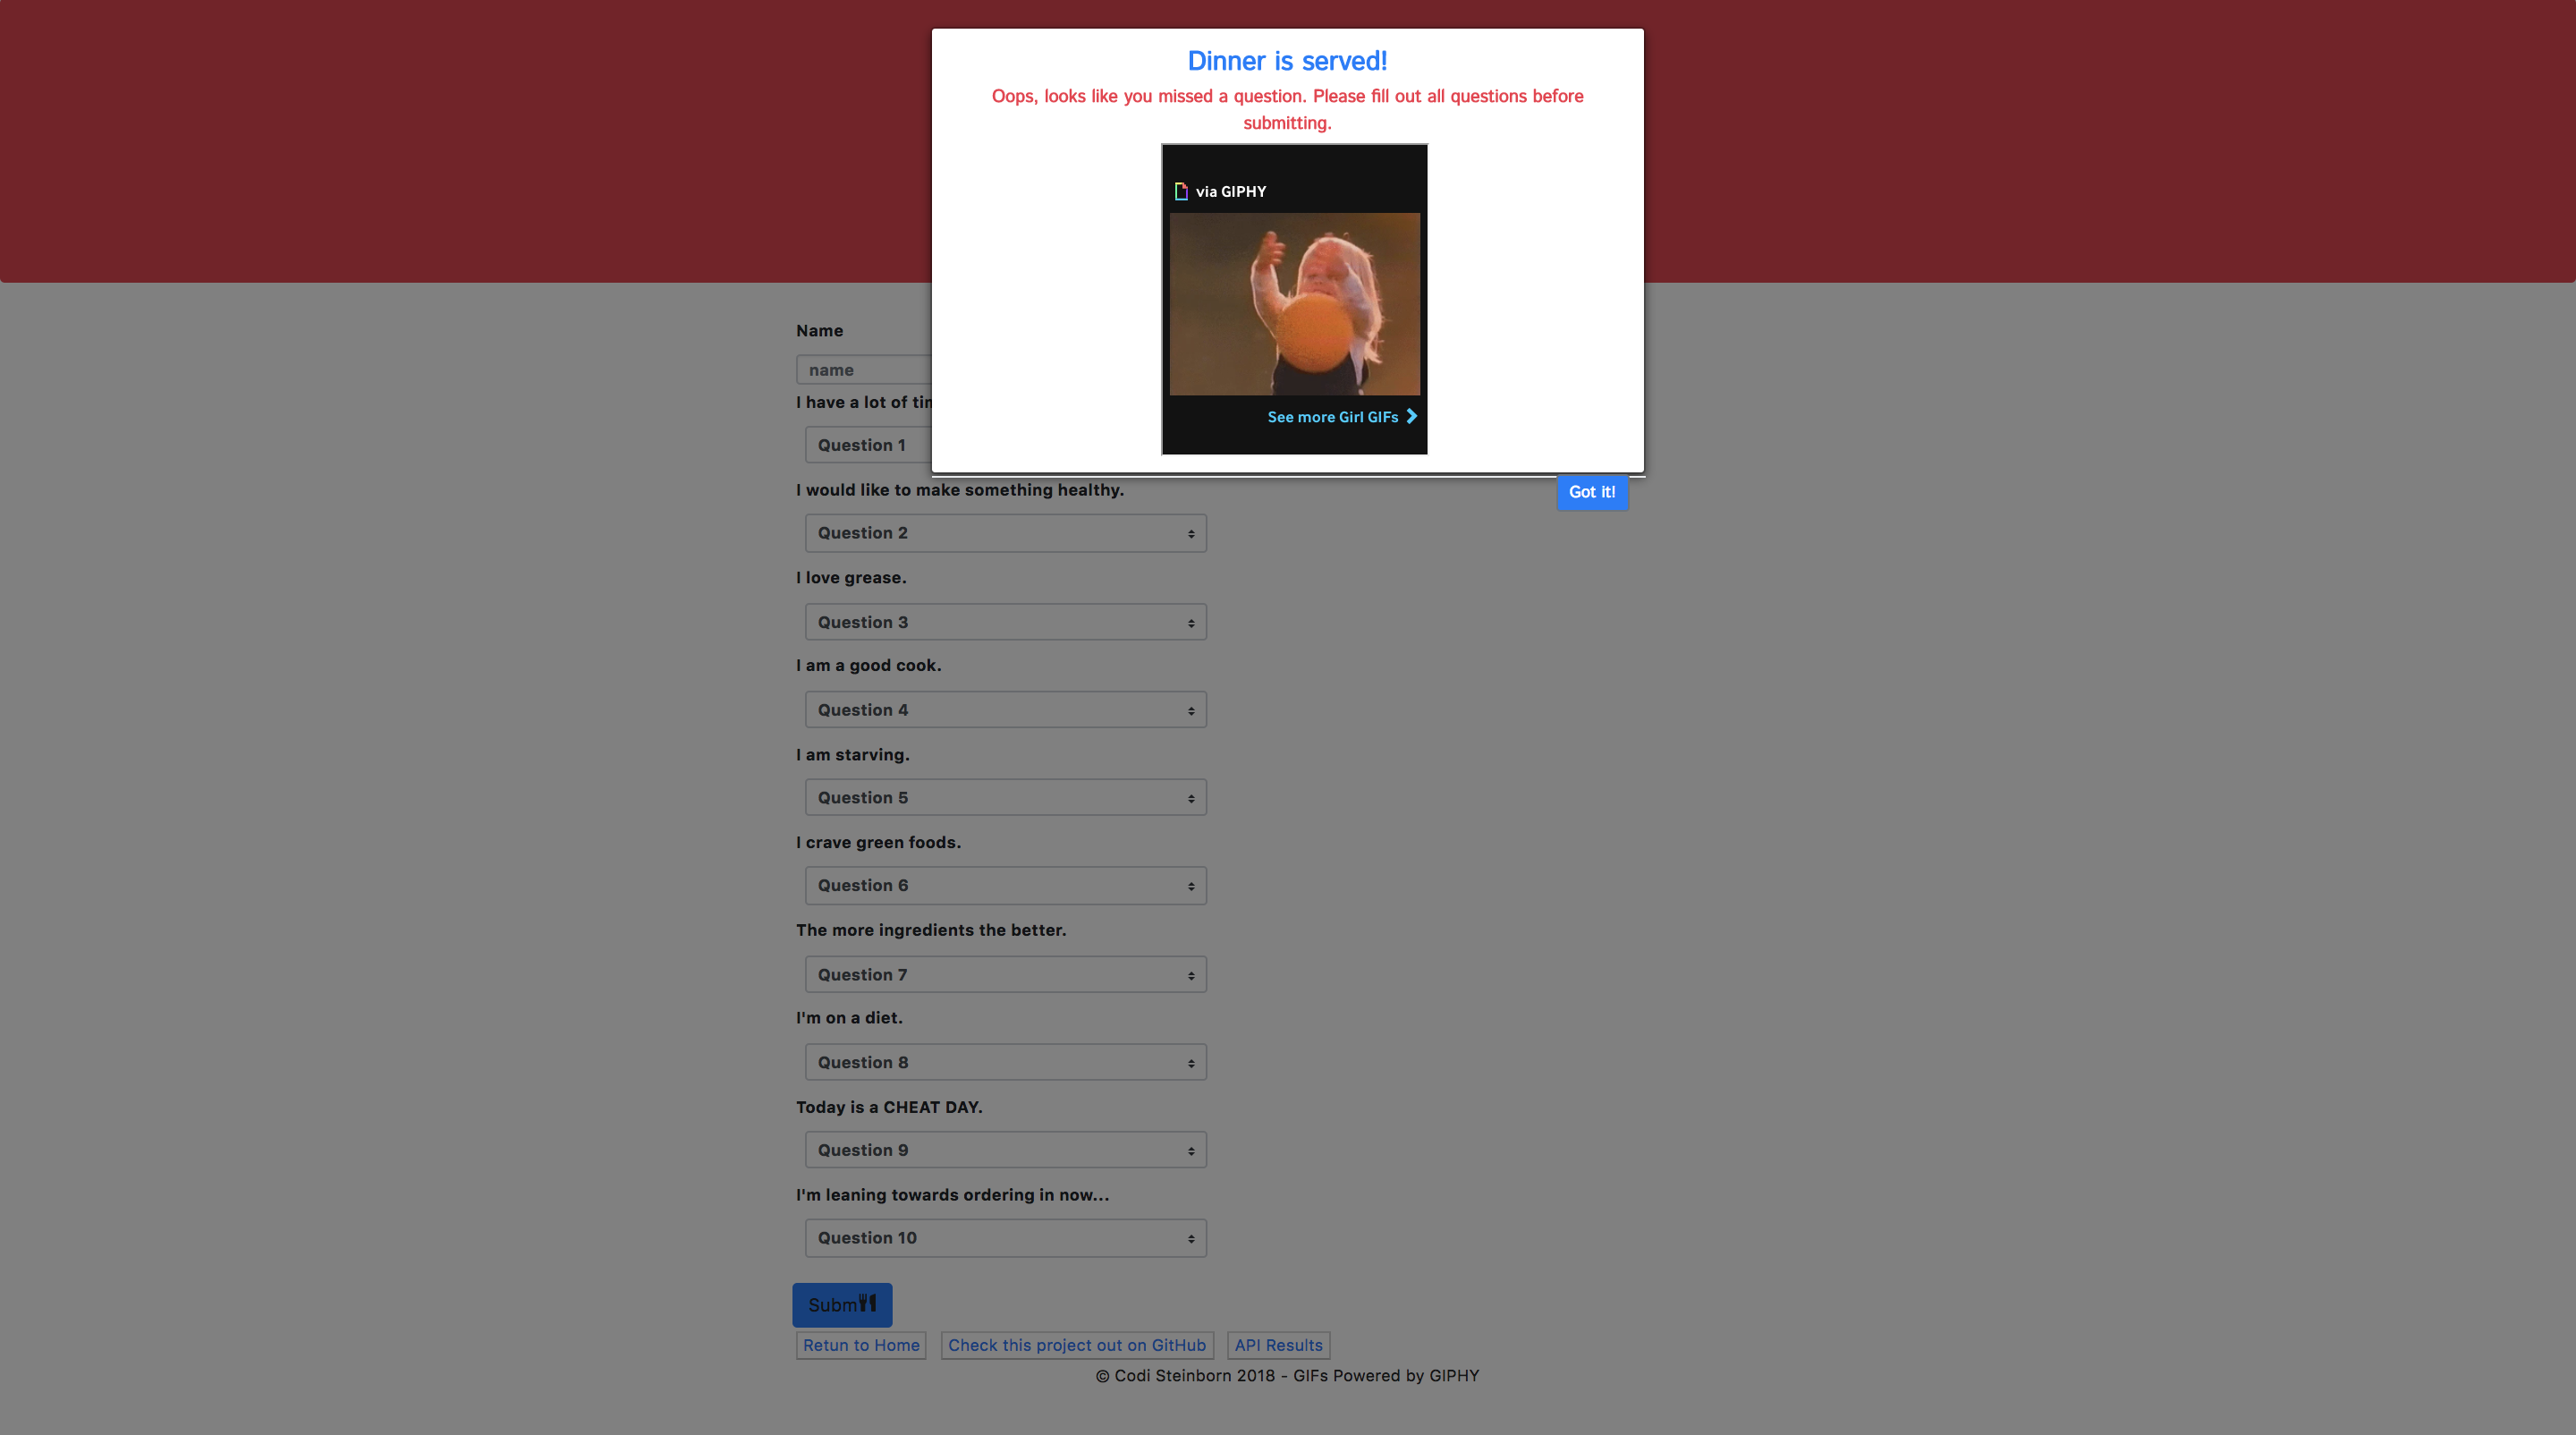 Dinner is served!
Oops, looks like you missed a question. Please fill out all questions before
submitting.
via GIPHY
See more Girl GIFs
Got it!
Name
name
I have a lot of
Question 1
I would like to make something healthy.
Question 2
I love grease.
Question 3
I am a good cook.
Question 4
I am starving.
Question 5
I crave green foods.
Question 6
The more ingredients the better.
Question 7
I'm on a diet.
Question 8
Today is a CHEAT DAY.
Question 9
I'm leaning towards ordering in now...
Question 10
Subm
Retun to Home
Check this project out on GitHub
API Results
© Codi Steinborn 2018 - GIFs Powered by GIPHY